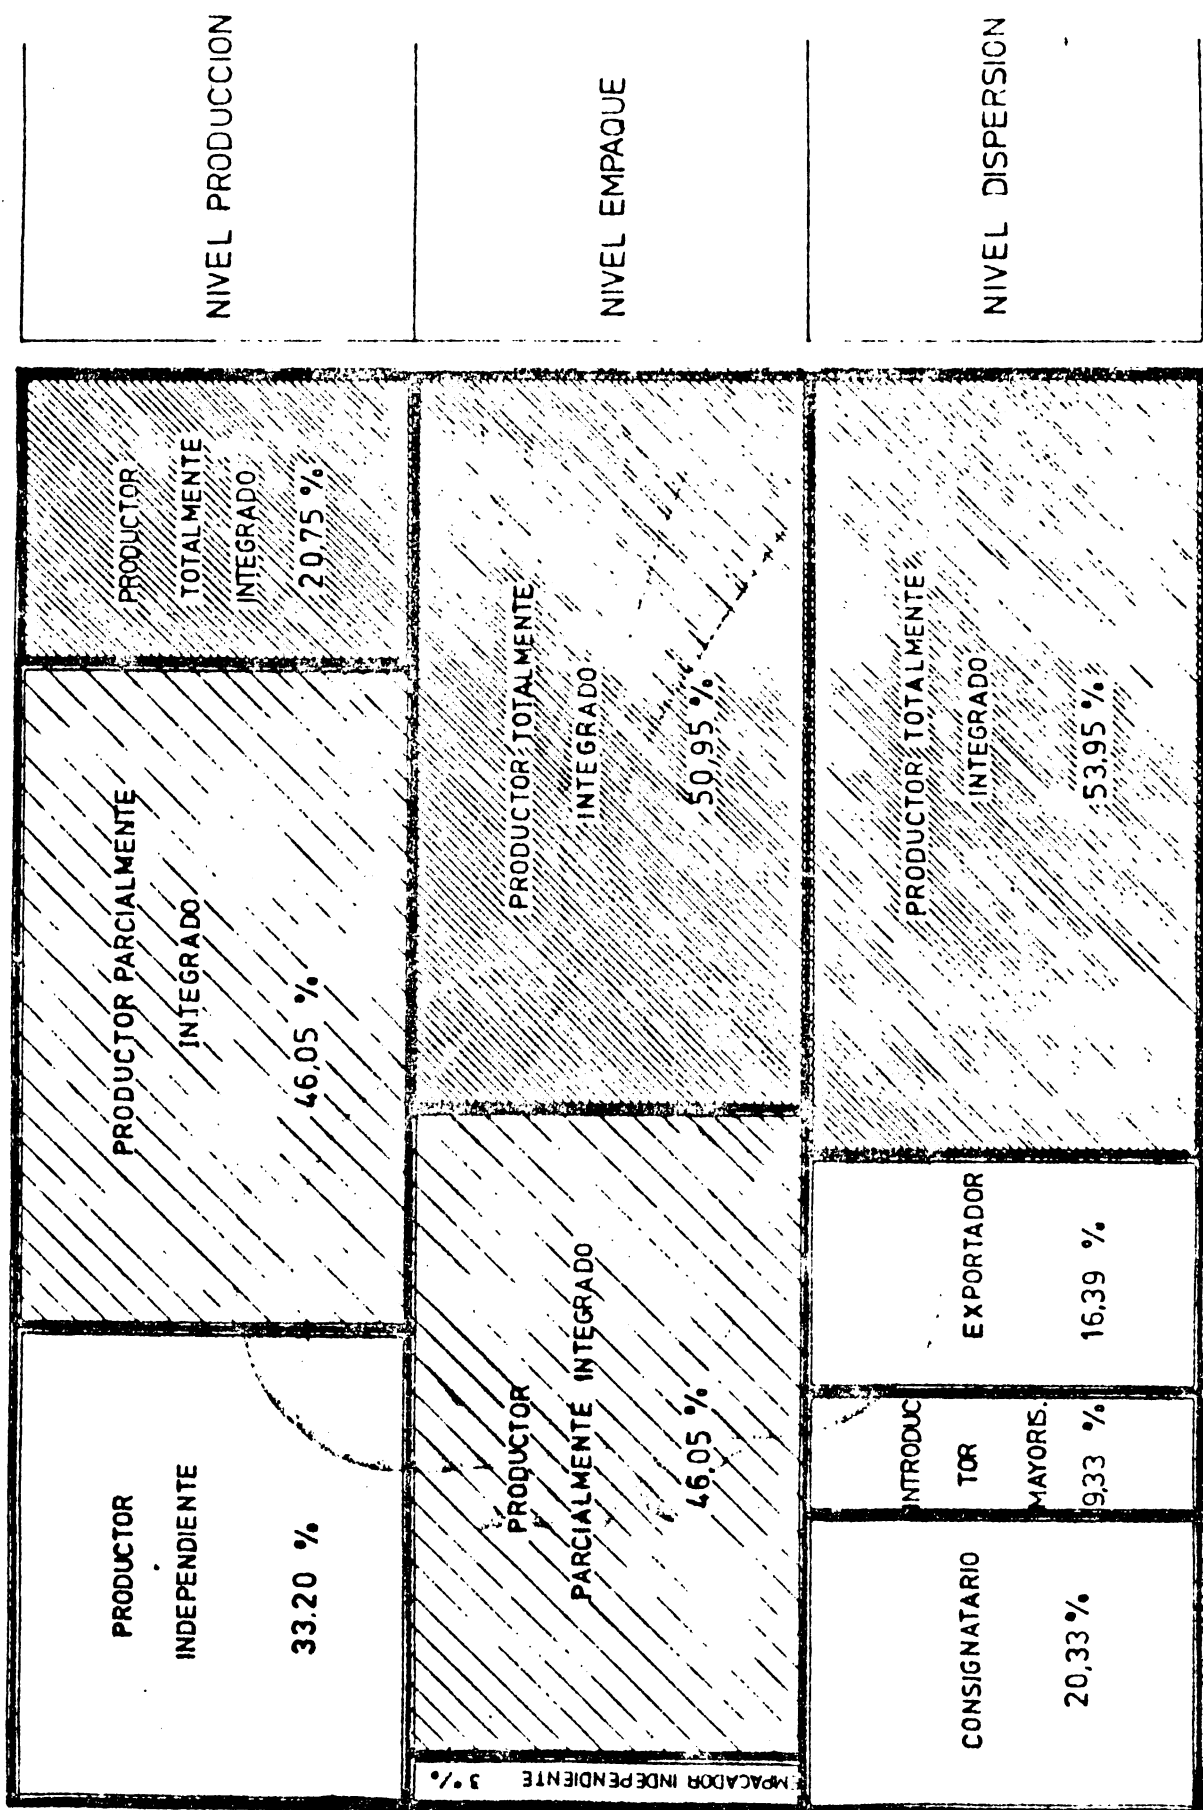 PRODUCTOR
INDEPENDIENTE
33.20 %
PRODUCTOR PARCIALMENTE
INTEGRADO
46,05 %
PRODUCTOR
TOTALMENTE
INTEGRADO
20,75 %
NIVEL PRODUCCION
EMPACADOR INDEPENDIENTE 3 %
PRODUCTOR
PARCIALMENTE INTEGRADO
46,05 %
PRODUCTOR TOTALMENTE
INTEGRADO
50,95 %
NIVEL EMPAQUE
CONSIGNATARIO
20,33 %
INTRODUC
TOR
MAYORIS.
9,33 %
EXPORTADOR
16,39 %
PRODUCTOR TOTALMENTE
INTEGRADO
53,95 %
NIVEL DISPERSION